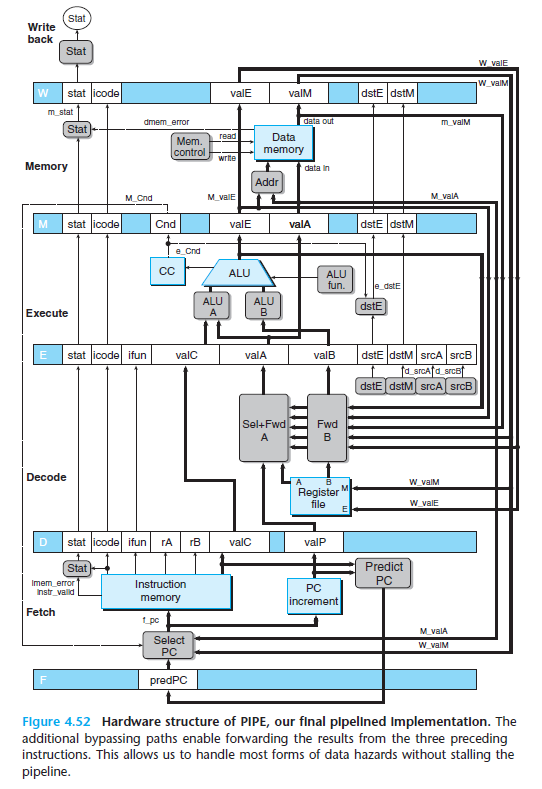 Stat
Write
back
Stat
W_valE
W_valM
W stat icode valE valM dstE dstM
m_stat
Stat
dmem_error
data out
m_valM
Mem.
control
read
write
Data
memory
data in
Memory
Addr
M_Cnd
M_valE
M_valA
M stat icode Cnd valE valA dstE dstM
e_Cnd
CC
ALU
ALU
fun.
e_dstE
ALU
A
ALU
B
dstE
Execute
E stat icode ifun valC valA valB dstE dstM srcA srcB
d_srcA d_srcB
dstE dstM srcA srcB
Sel+Fwd
A
Fwd
B
Decode
A B
Register
file
M
E
W_valM
W_valE
D stat icode ifun rA rB valC valP
Stat
Imem_error
Instr_valid
Instruction
memory
PC
increment
Predict
PC
Fetch
f_pc
Select
PC
M_valA
W_valM
F predPC
Figure 4.52 Hardware structure of PIPE, our final pipelined implementation. The
additional bypassing paths enable forwarding the results from the three preceding
instructions. This allows us to handle most forms of data hazards without stalling the
pipeline.